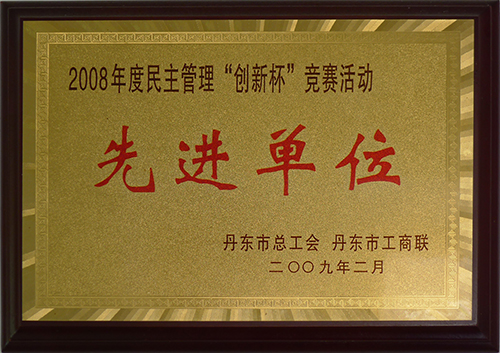 2008年度民主管理“创新杯”竞赛活动
先进单位
丹东市总工会 丹东市工商联
二〇〇九年二月